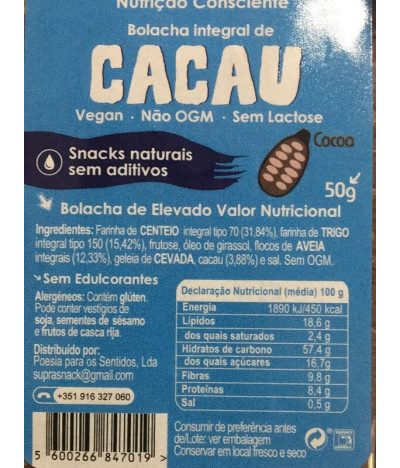 Nutrição Consciente
Bolacha integral de
CACAU
Vegan · Não OGM · Sem Lactose
Cocoa
Snacks naturais
sem aditivos
50g
Bolacha de Elevado Valor Nutricional
Ingredientes: Farinha de CENTEIO integral tipo 70 (31,84%), farinha de TRIGO
integral tipo 150 (15,42%), frutose, óleo de girassol, flocos de AVEIA
integrais (12,33%), geleia de CEVADA, cacau (3,88%) e sal. Sem OGM.
Sem Edulcorantes
Alergéneos: Contém glúten.
Pode conter vestígios de
soja, sementes de sésamo
e frutos de casca rija.
Distribuido por:
Poesia para os Sentidos, Lda
suprasnack@gmail.com
+351 916 327 060
Declaração Nutricional (média) 100 g
Energia 1890 kJ/450 kcal
Lípidos 18,6 g
dos quais saturados 2,4 g
Hidratos de carbono 57,4 g
dos quais açúcares 16,7g
Fibras 9,8 g
Proteínas 8,4 g
Sal 0,5 g
Consumir de preferência antes
de/Lote: ver embalagem
Conservar em local fresco e seco
5 600266 847019 >